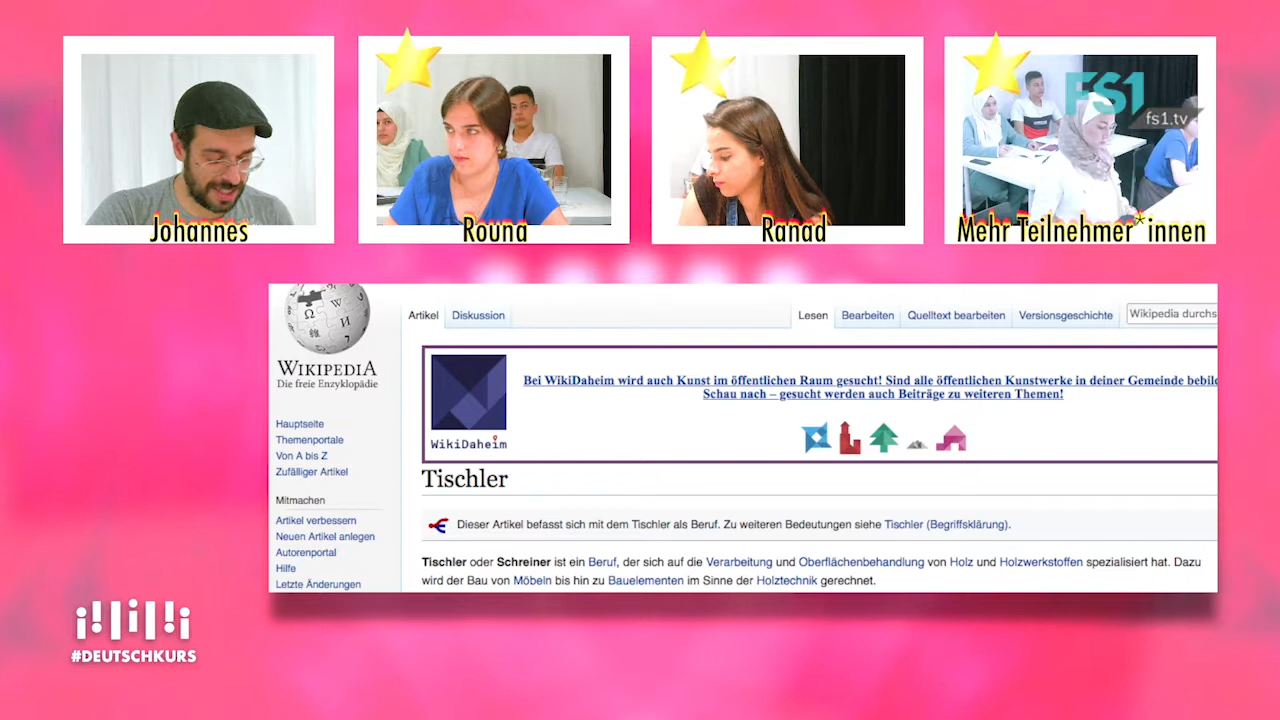 FS1
fs1.tv
Johannes
Rouna
Ranad
Mehr Teilnehmer*innen
WIKIPEDIA
Die freie Enzyklopädie
Hauptseite
Themenportale
Von A bis Z
Zufälliger Artikel
Mitmachen
Artikel verbessern
Neuen Artikel anlegen
Autorenportal
Hilfe
Letzte Änderungen
Artikel Diskussion Lesen Bearbeiten Quelltext bearbeiten Versionsgeschichte Wikipedia durchs
Bei WikiDaheim wird auch Kunst im öffentlichen Raum gesucht! Sind alle öffentlichen Kunstwerke in deiner Gemeinde bebild
Schau nach – gesucht werden auch Beiträge zu weiteren Themen!
WikiDaheim
Tischler
Dieser Artikel befasst sich mit dem Tischler als Beruf. Zu weiteren Bedeutungen siehe Tischler (Begriffsklärung).
Tischler oder Schreiner ist ein Beruf, der sich auf die Verarbeitung und Oberflächenbehandlung von Holz und Holzwerkstoffen spezialisiert hat. Dazu
wird der Bau von Möbeln bis hin zu Bauelementen im Sinne der Holztechnik gerechnet.
#DEUTSCHKURS